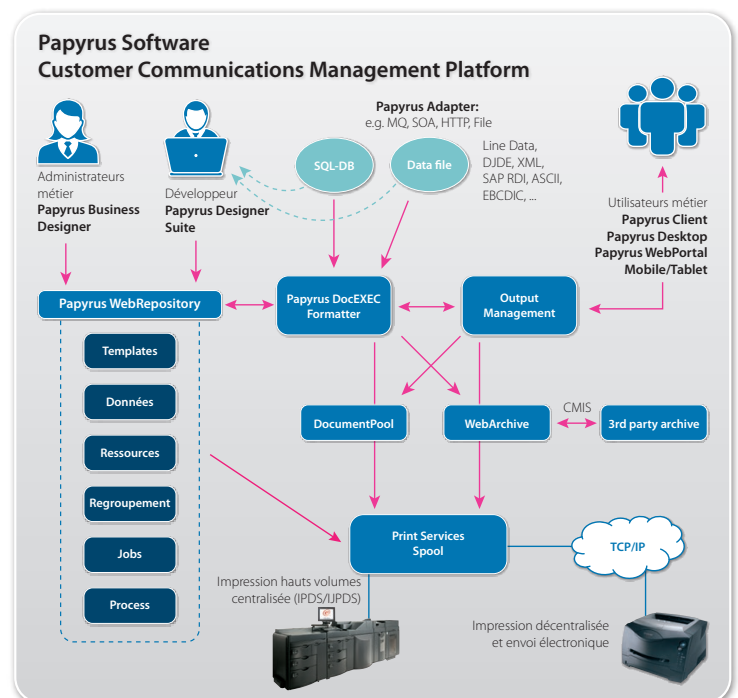 Papyrus Software
Customer Communications Management Platform
Papyrus Adapter:
e.g. MQ, SOA, HTTP, File
SQL-DB
Data file
Line Data,
DJDE, XML,
SAP RDI, ASCII,
EBCDIC, ...
Administrateurs
métier
Papyrus Business
Designer
Développeur
Papyrus Designer
Suite
Utilisateurs métier
Papyrus Client
Papyrus Desktop
Papyrus WebPortal
Mobile/Tablet
Papyrus WebRepository
Papyrus DocEXEC
Formatter
Output
Management
Templates
Données
Ressources
Regroupement
Jobs
Process
DocumentPool
WebArchive
CMIS
3rd party archive
Print Services
Spool
TCP/IP
Impression hauts volumes
centralisée (IPDS/IJPDS)
Impression décentralisée
et envoi électronique